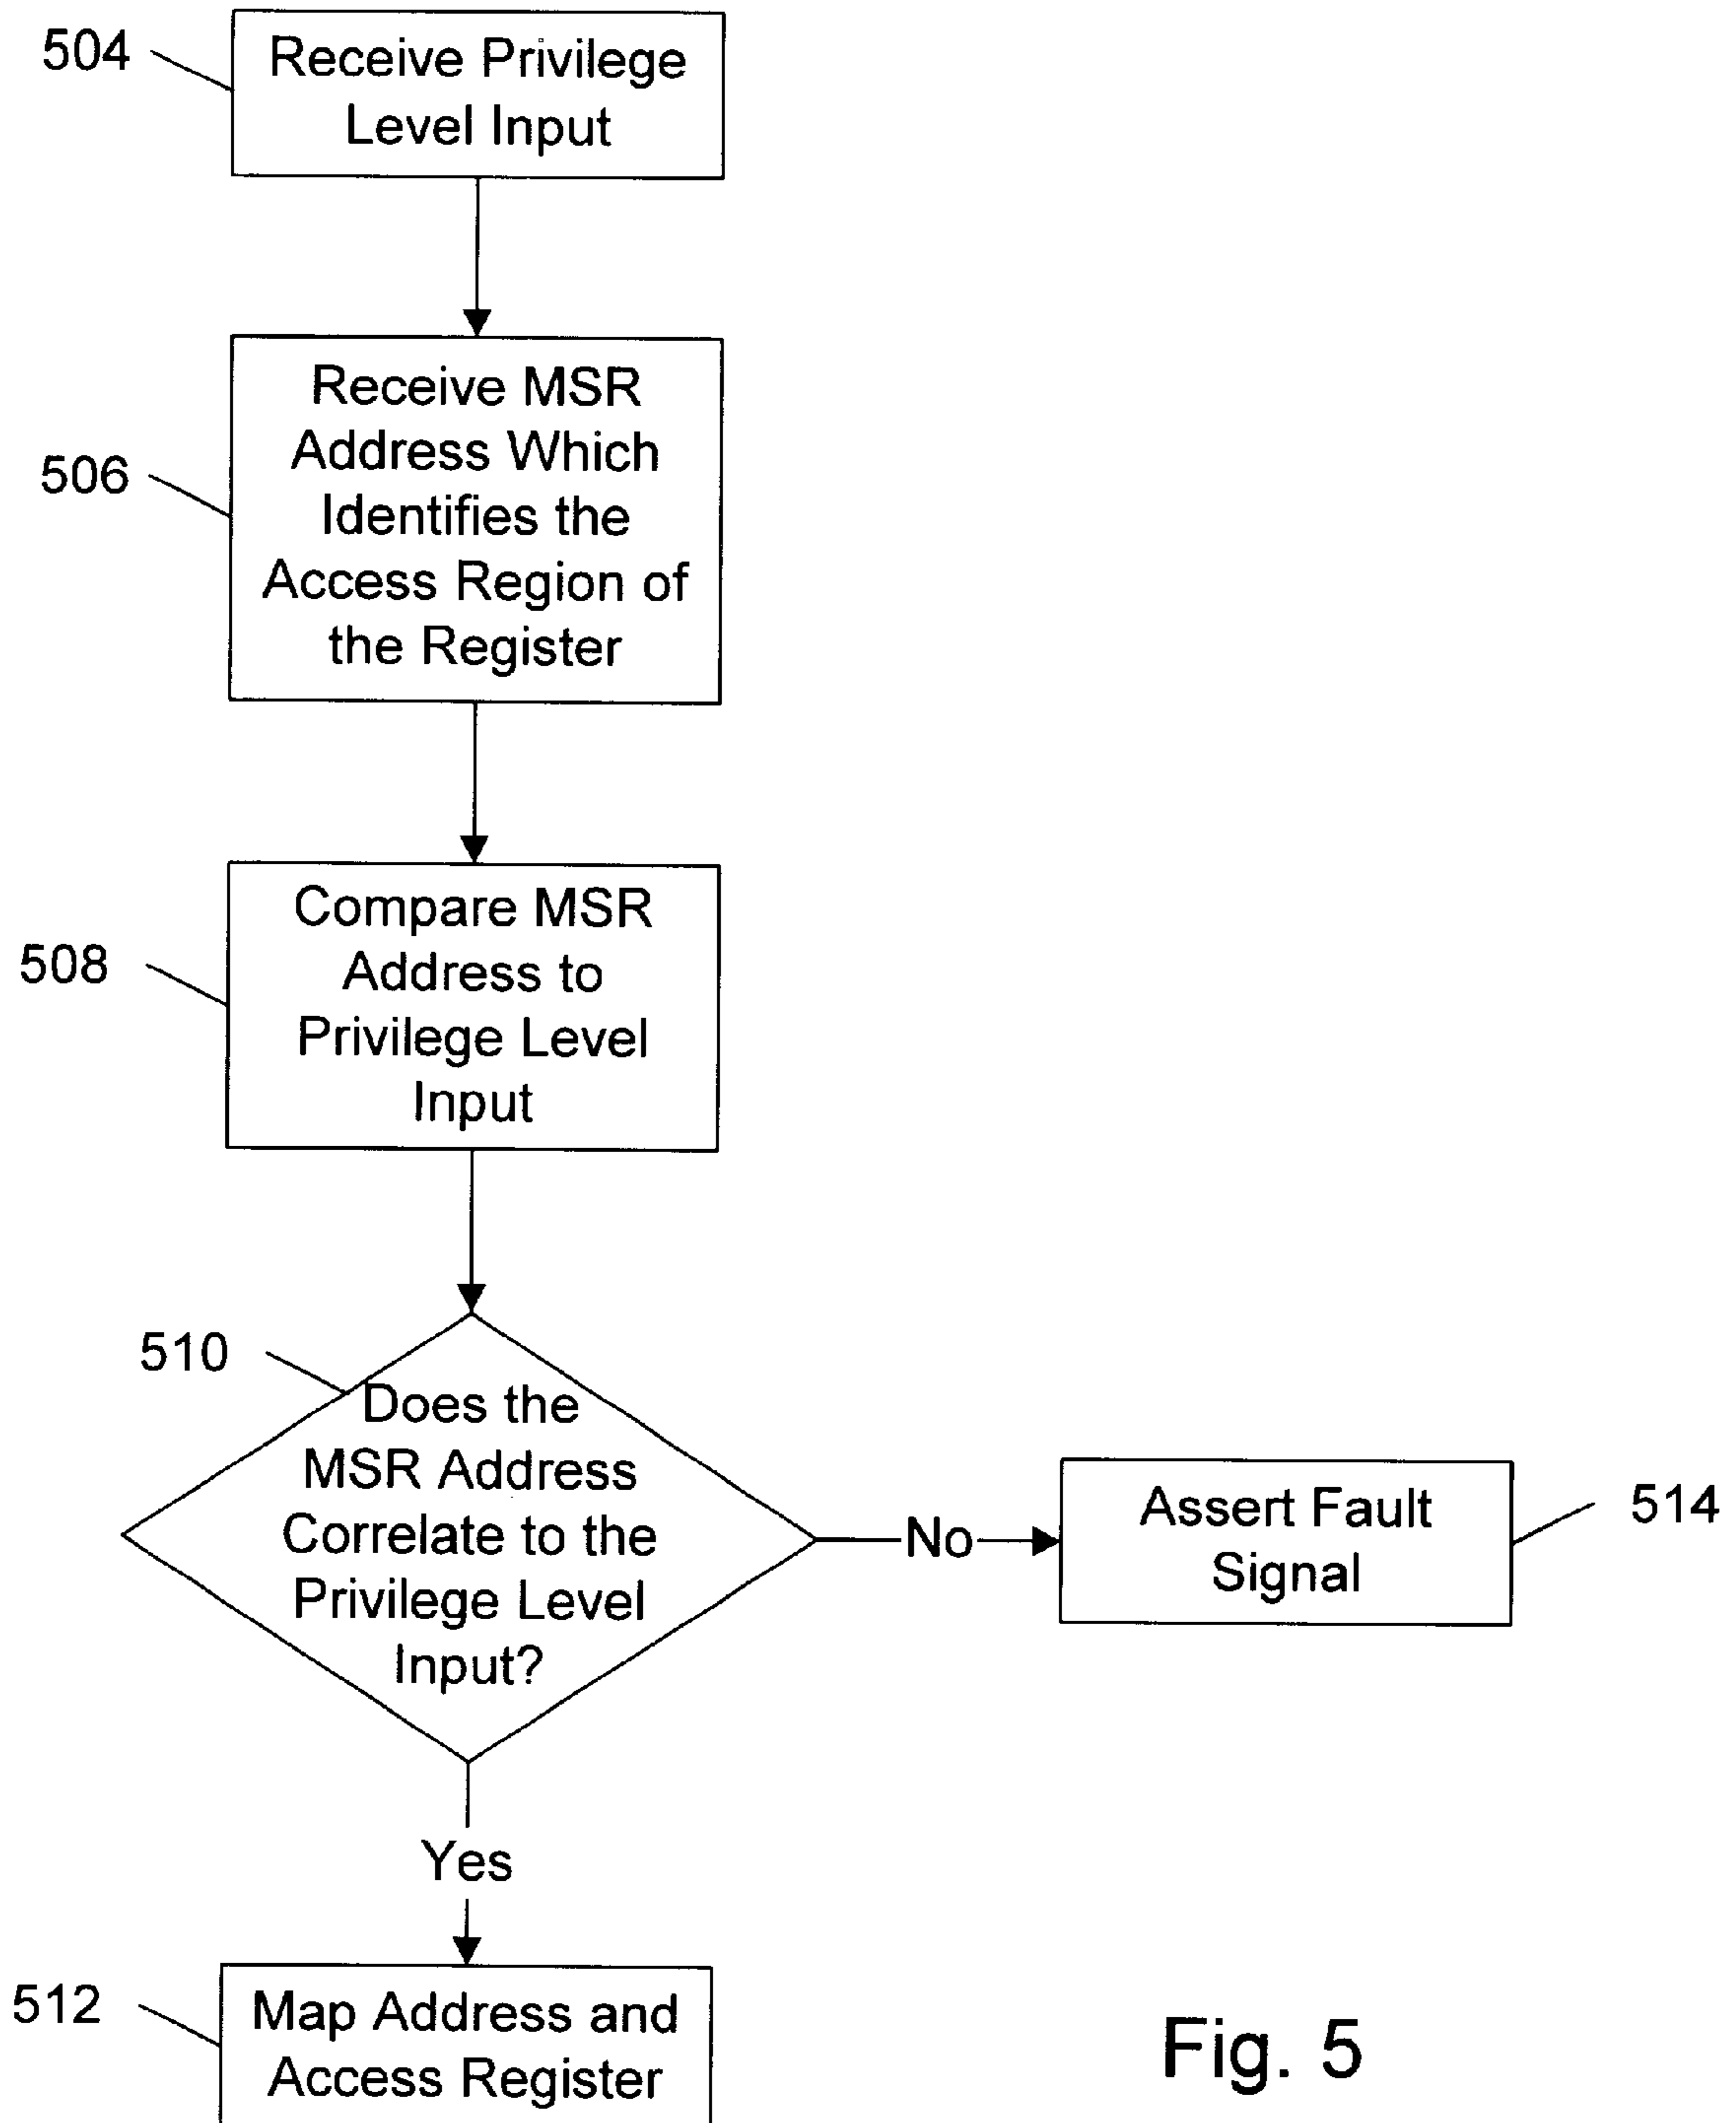 504
Receive Privilege
Level Input
506
Receive MSR
Address Which
Identifies the
Access Region of
the Register
508
Compare MSR
Address to
Privilege Level
Input
510
Does the
MSR Address
Correlate to the
Privilege Level
Input?
No
Assert Fault
Signal
514
Yes
512
Map Address and
Access Register
Fig. 5